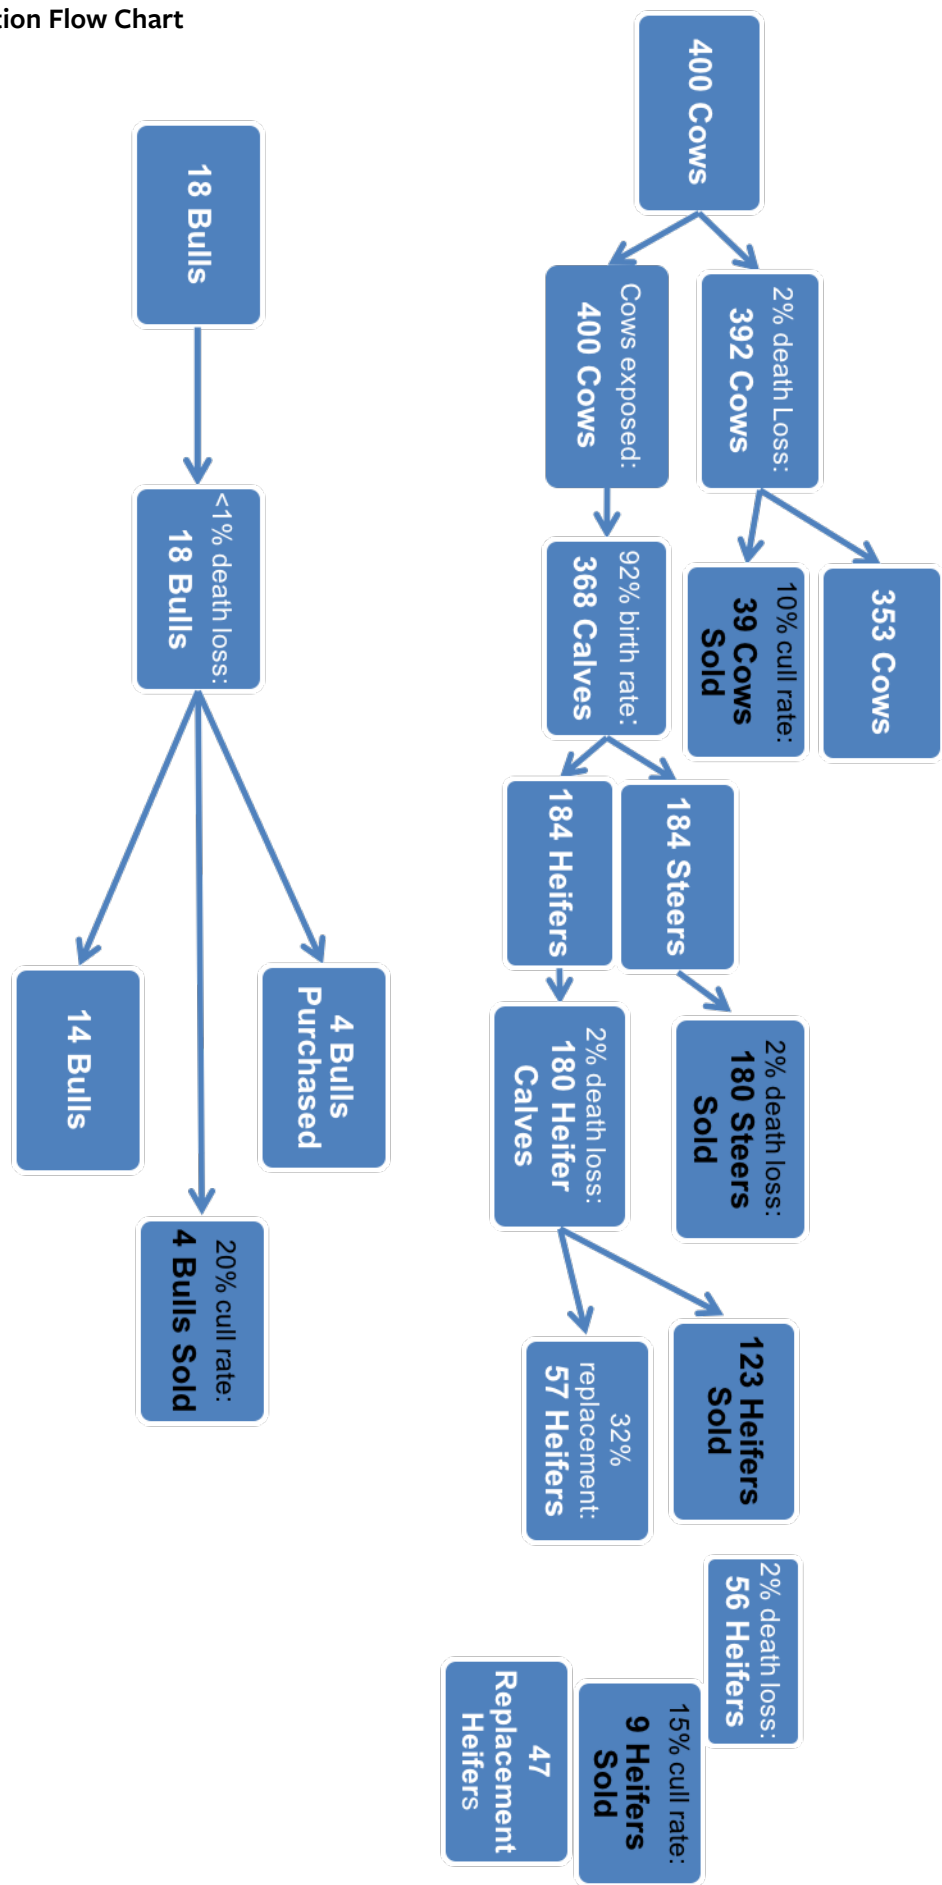 tion Flow Chart
400 Cows
2% death Loss:
392 Cows
Cows exposed:
400 Cows
353 Cows
10% cull rate:
39 Cows
Sold
92% birth rate:
368 Calves
184 Steers
184 Heifers
2% death loss:
180 Steers
Sold
2% death loss:
180 Heifer
Calves
123 Heifers
Sold
32%
replacement:
57 Heifers
2% death loss:
56 Heifers
15% cull rate:
9 Heifers
Sold
47
Replacement
Heifers
18 Bulls
<1% death loss:
18 Bulls
4 Bulls
Purchased
14 Bulls
20% cull rate:
4 Bulls Sold